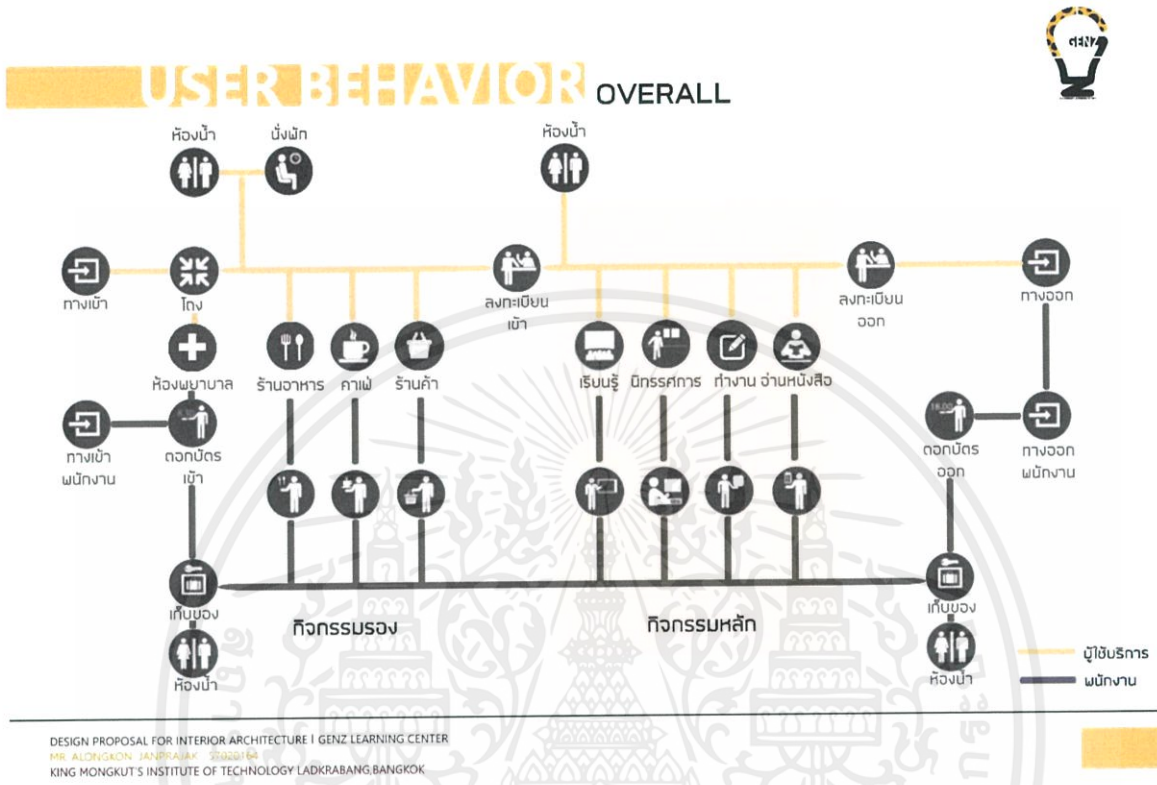 GENZ
USER BEHAVIOR OVERALL
ห้องน้ำ
นั่งพัก
ห้องน้ำ
ทางเข้า
โถง
ลงทะเบียน
เข้า
ลงทะเบียน
ออก
ทางออก
ห้องพยาบาล
ร้านอาหาร
คาเฟ่
ร้านค้า
เรียนรู้
นิทรรศการ
ทำงาน
อ่านหนังสือ
ทางเข้า
พนักงาน
ตอกบัตร
เข้า
18.00
ตอกบัตร
ออก
ทางออก
พนักงาน
เก็บของ
กิจกรรมรอง
กิจกรรมหลัก
เก็บของ
ห้องน้ำ
ห้องน้ำ
ผู้ใช้บริการ
พนักงาน
DESIGN PROPOSAL FOR INTERIOR ARCHITECTURE | GENZ LEARNING CENTER
MR. ALONGKON JANPRAJAK
KING MONGKUT'S INSTITUTE OF TECHNOLOGY LADKRABANG,BANGKOK